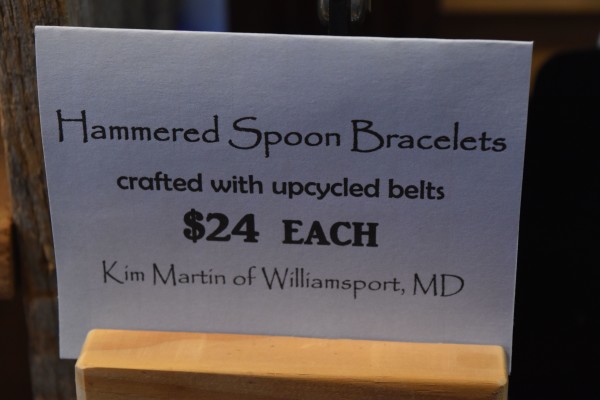 Hammered Spoon Bracelets
crafted with upcycled belts
$24 EACH
Kim Martin of Williamsport, MD